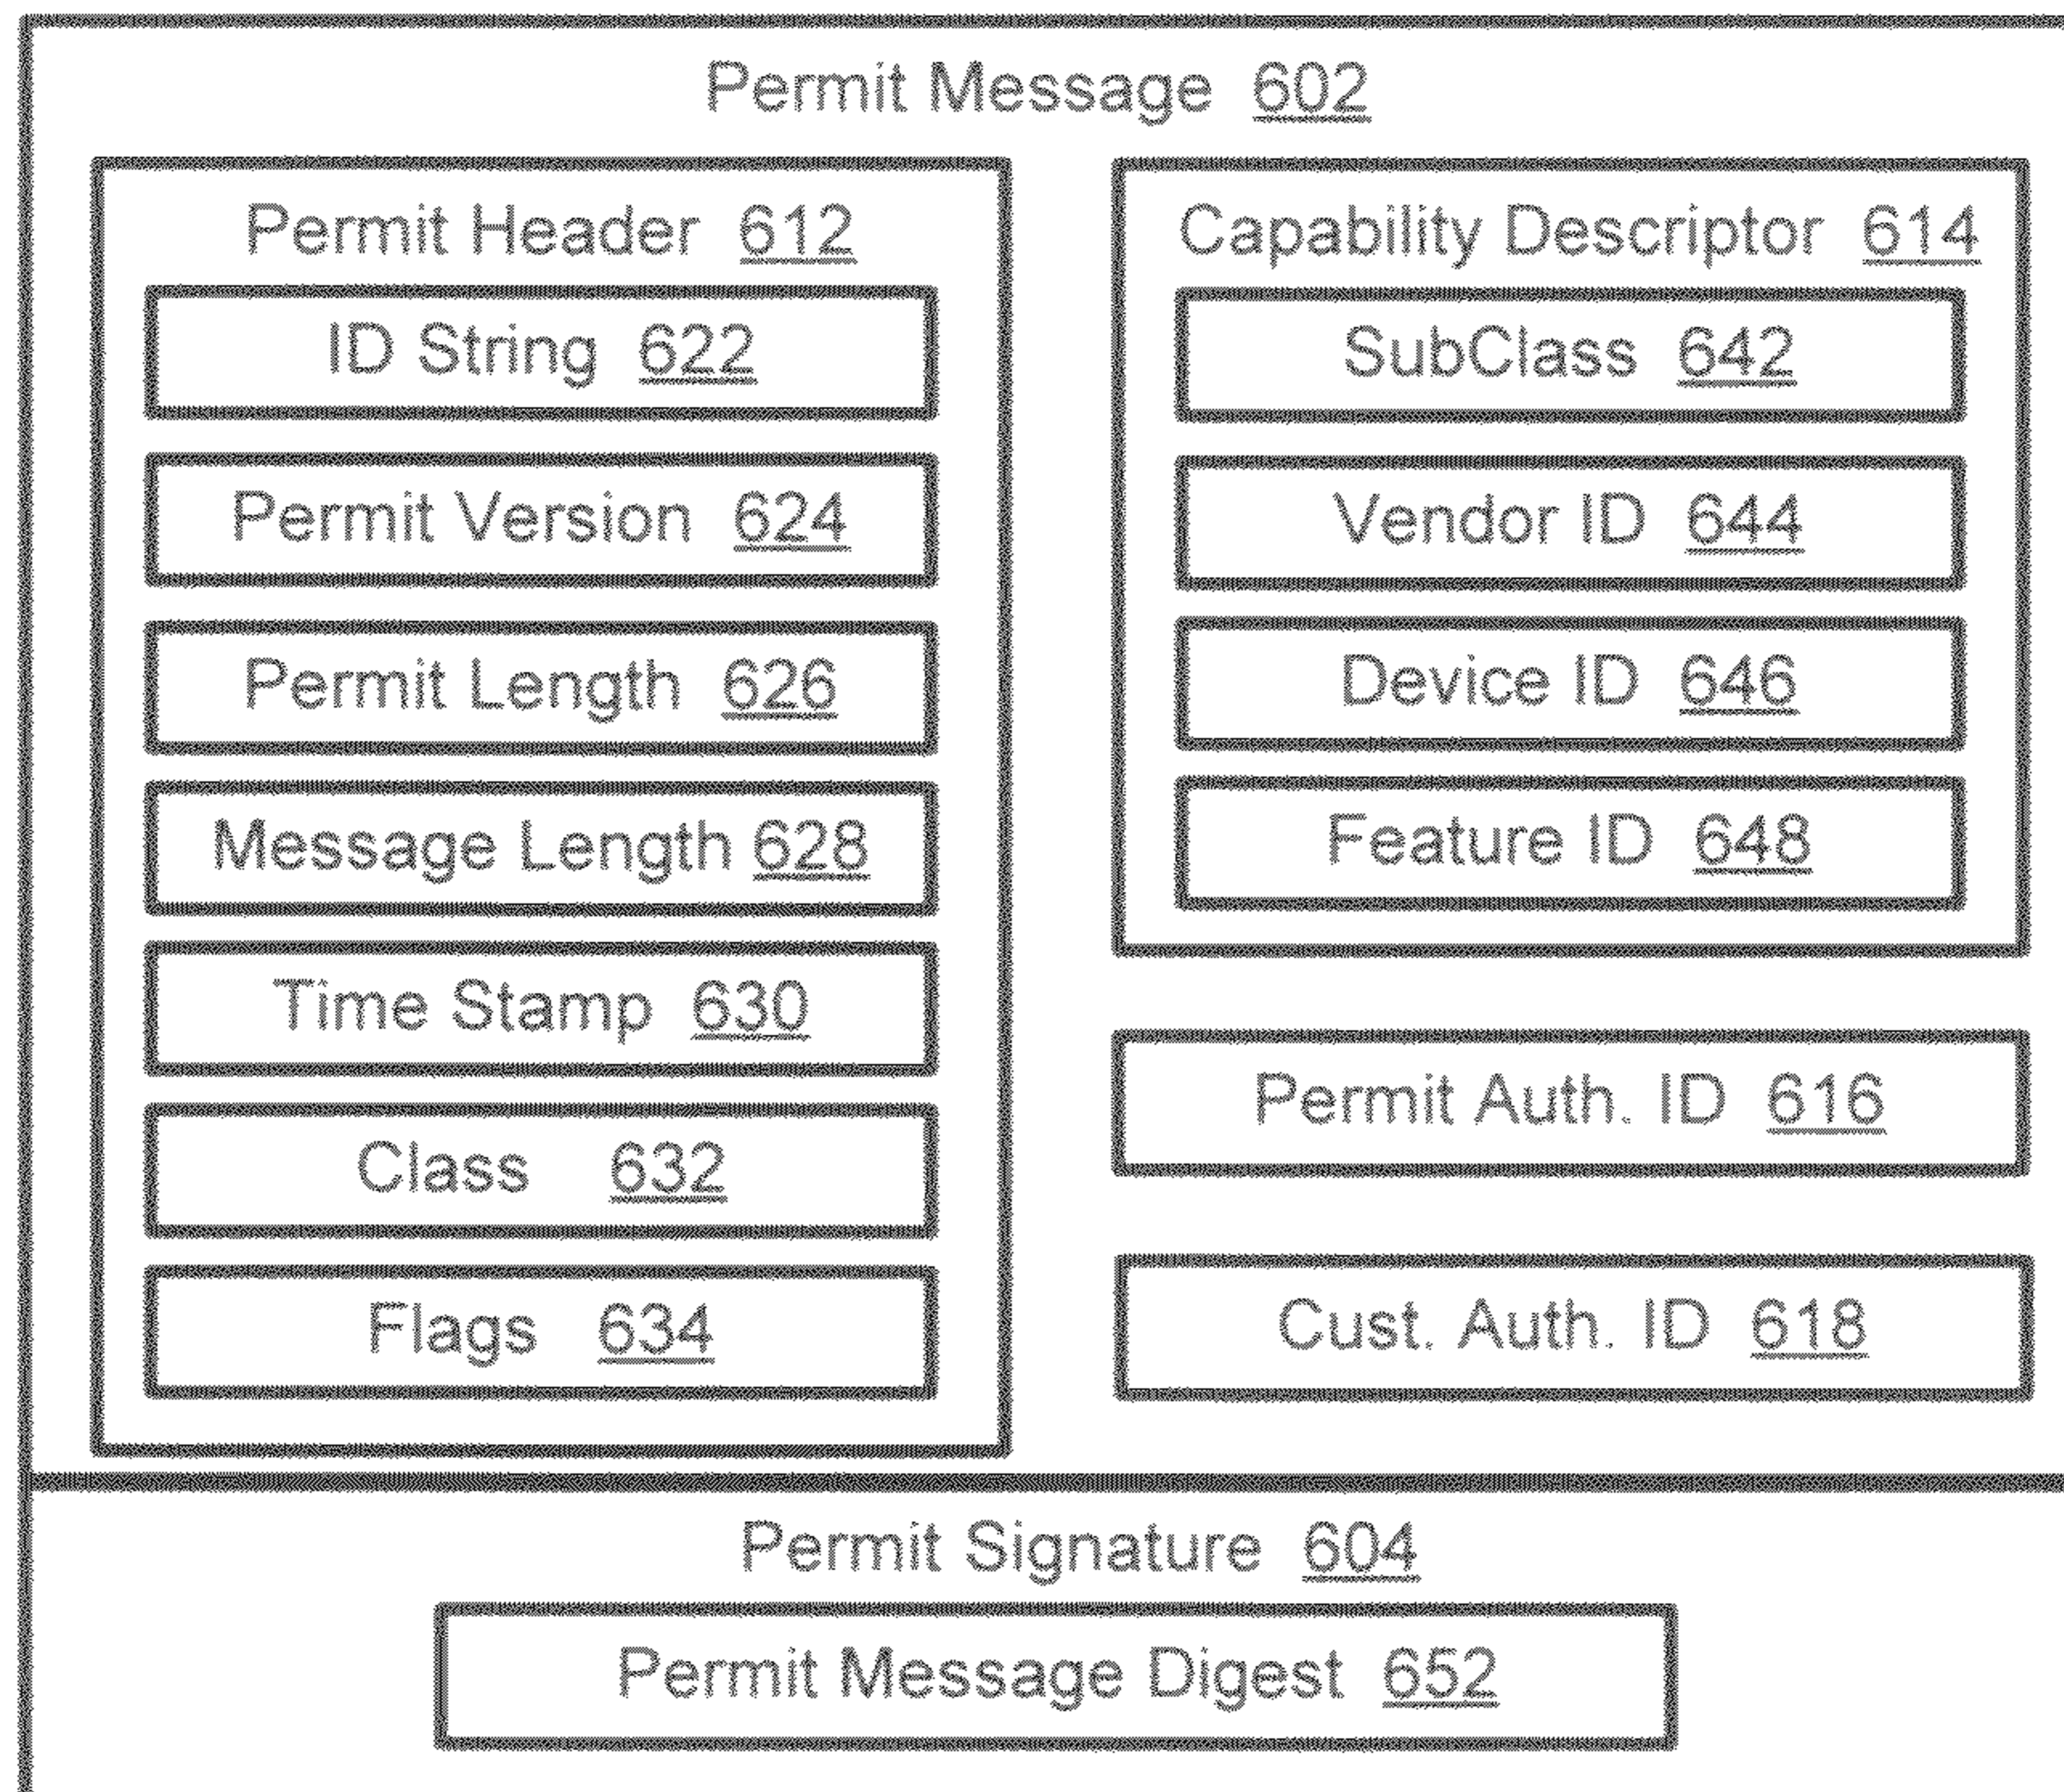 Permit Message 602
Permit Header 612
ID String 622
Permit Version 624
Permit Length 626
Message Length 628
Time Stamp 630
Class 632
Flags 634
Capability Descriptor 614
SubClass 642
Vendor ID 644
Device ID 646
Feature ID 648
Permit Auth. ID 616
Cust. Auth. ID 618
Permit Signature 604
Permit Message Digest 652